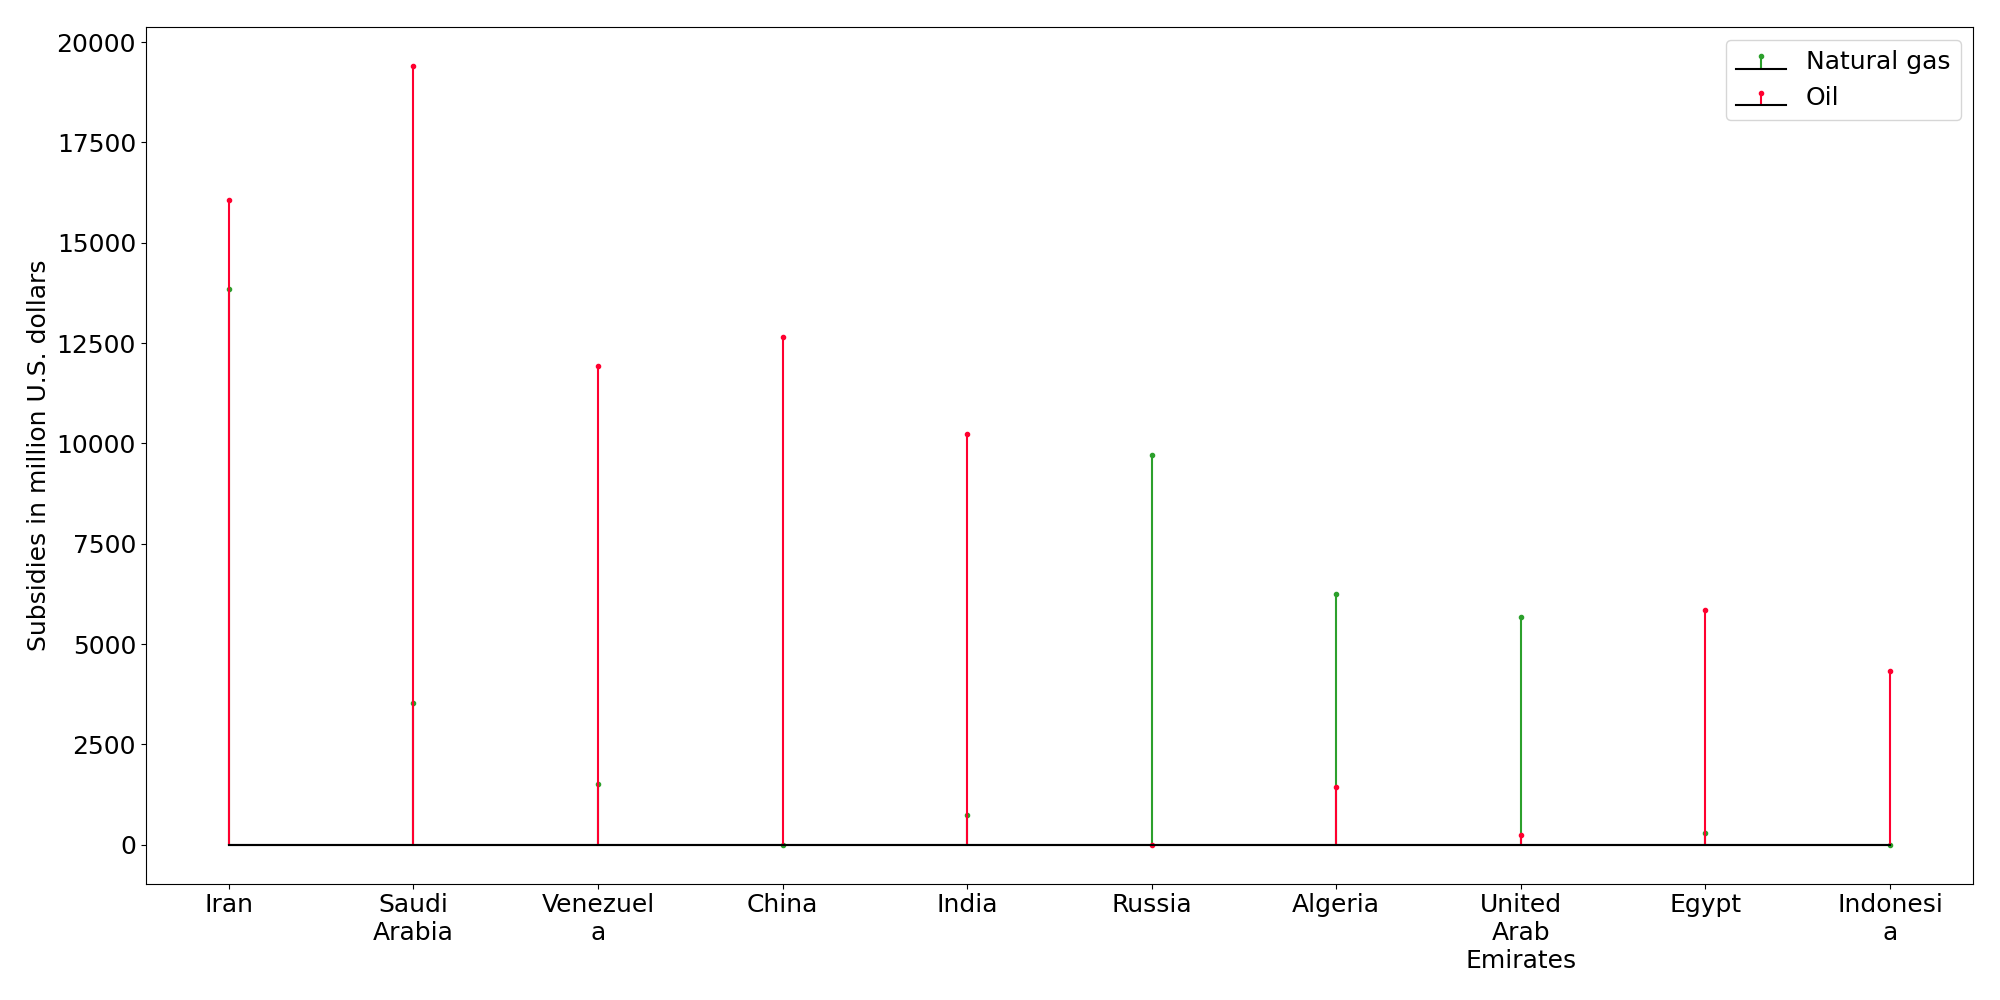 20000
17500
15000
12500
10000
7500
5000
2500
0
Subsidies in million U.S. dollars
Natural gas
Oil
Iran
Saudi
Arabia
Venezuel
a
China
India
Russia
Algeria
United
Arab
Emirates
Egypt
Indonesi
a